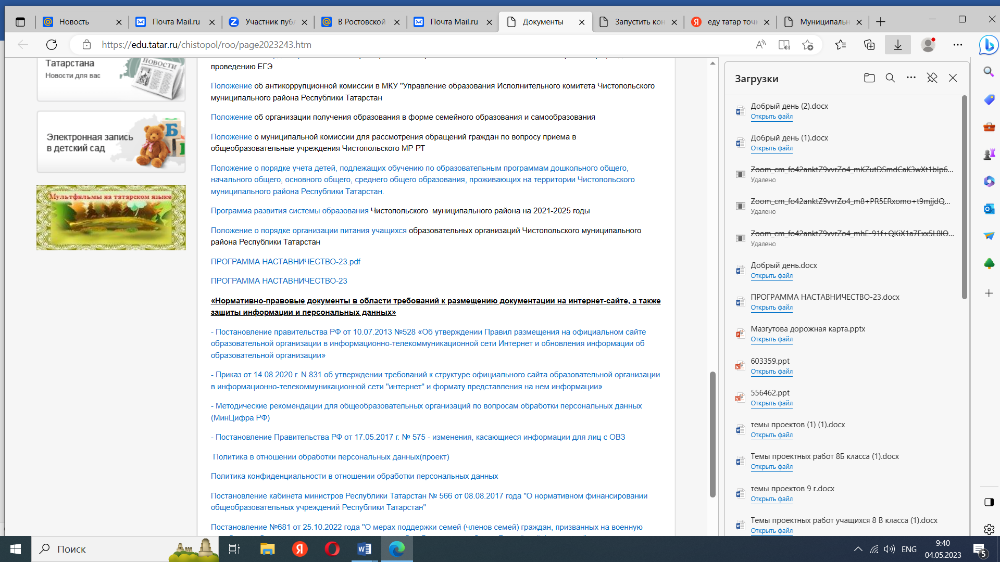 Новость
Почта Mail.ru
Участник публ
В Ростовской
Почта Mail.ru
Документы
Запустить кон
еду татар точк
Муниципальн
https://edu.tatar.ru/chistopol/roo/page2023243.htm
Татарстана
Новости для вас
НОВОСТИ
Электронная запись
в детский сад
Мультфильмы на татарском языке
проведению ЕГЭ
Положение об антикоррупционной комиссии в МКУ "Управление образования Исполнительного комитета Чистопольского
муниципального района Республики Татарстан
Положение об организации получения образования в форме семейного образования и самообразования
Положение о муниципальной комиссии для рассмотрения обращений граждан по вопросу приема в
общеобразовательные учреждения Чистопольского МР РТ
Положение о порядке учета детей, подлежащих обучению по образовательным программам дошкольного общего,
начального общего, основного общего, среднего общего образования, проживающих на территории Чистопольского
муниципального района Республики Татарстан.
Программа развития системы образования Чистопольского  муниципального района на 2021-2025 годы
Положение о порядке организации питания учащихся образовательных организаций Чистопольского муниципального
района Республики Татарстан
ПРОГРАММА НАСТАВНИЧЕСТВО-23.pdf
ПРОГРАММА НАСТАВНИЧЕСТВО-23
«Нормативно-правовые документы в области требований к размещению документации на интернет-сайте, а также
защиты информации и персональных данных»
- Постановление правительства РФ от 10.07.2013 №528 «Об утверждении Правил размещения на официальном сайте
образовательной организации в информационно-телекоммуникационной сети Интернет и обновления информации об
образовательной организации»
- Приказ от 14.08.2020 г. N 831 об утверждении требований к структуре официального сайта образовательной организации
в информационно-телекоммуникационной сети "интернет" и формату представления на нем информации»
- Методические рекомендации для общеобразовательных организаций по вопросам обработки персональных данных
(МинЦифра РФ)
- Постановление Правительства РФ от 17.05.2017 г. № 575 - изменения, касающиеся информации для лиц с ОВЗ
Политика в отношении обработки персональных данных(проект)
Политика конфиденциальности в отношении обработки персональных данных
Постановление кабинета министров Республики Татарстан № 566 от 08.08.2017 года "О нормативном финансировании
общеобразовательных учреждений Республики Татарстан"
Постановление №681 от 25.10.2022 года "О мерах поддержки семей (членов семей) граждан, призванных на военную
Загрузки
Добрый день (2).docx
Открыть файл
Добрый день (1).docx
Открыть файл
Zoom_cm_fo42anktZ9vvrZo4_mKZutDSmdCaK3wXt1bIp6...
Удалено
Zoom_cm_fo42anktZ9vvrZo4_m8+PR5ERxomo+t9mjjdQ...
Удалено
Zoom_cm_fo42anktZ9vvrZo4_mhE-91f+QKiX1a7Exx5L8IO...
Удалено
Добрый день.docx
Открыть файл
ПРОГРАММА НАСТАВНИЧЕСТВО-23.docx
Открыть файл
Мазгутова дорожная карта.pptx
Открыть файл
603359.ppt
Открыть файл
556462.ppt
Открыть файл
темы проектов (1) (1).docx
Открыть файл
Темы проектных работ 8Б класса (1).docx
Открыть файл
темы проектов 9 г.docx
Открыть файл
Темы проектных работ учащихся 8 В класса (1).docx
Открыть файл
Поиск
ENG
9:40
04.05.2023
5